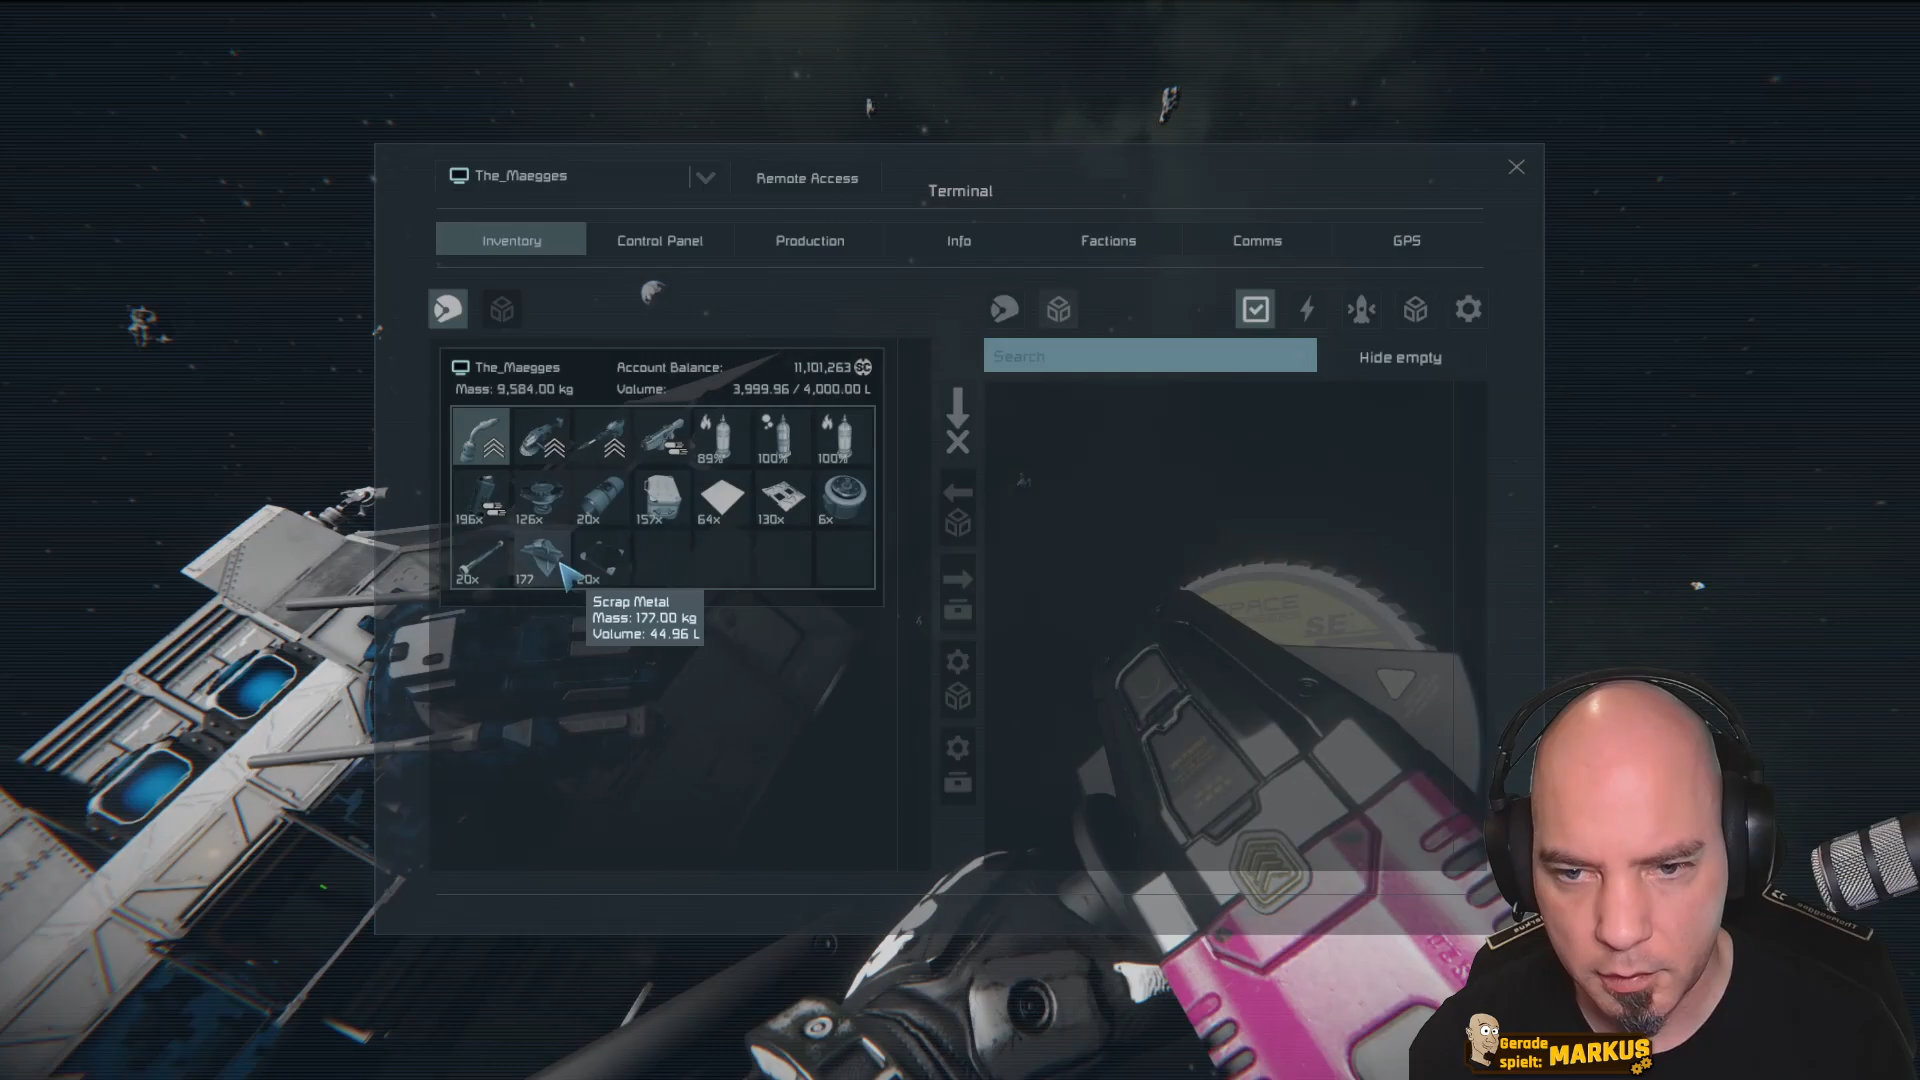 The_Maegges
Remote Access
Terminal
Inventory
Control Panel
Production
Info
Factions
Comms
GPS
Search
Hide empty
The_Maegges
Account Balance:
11,101,263
Mass: 9,584.00 kg
Volume:
3,999.96 / 4,000.00 L
89%
100%
100%
196x
126x
20x
157x
64x
130x
6x
20x
177
20x
Scrap Metal
Mass: 177.00 kg
Volume: 44.96 L
SPACE
SE
Gerade
spielt: MARKUS